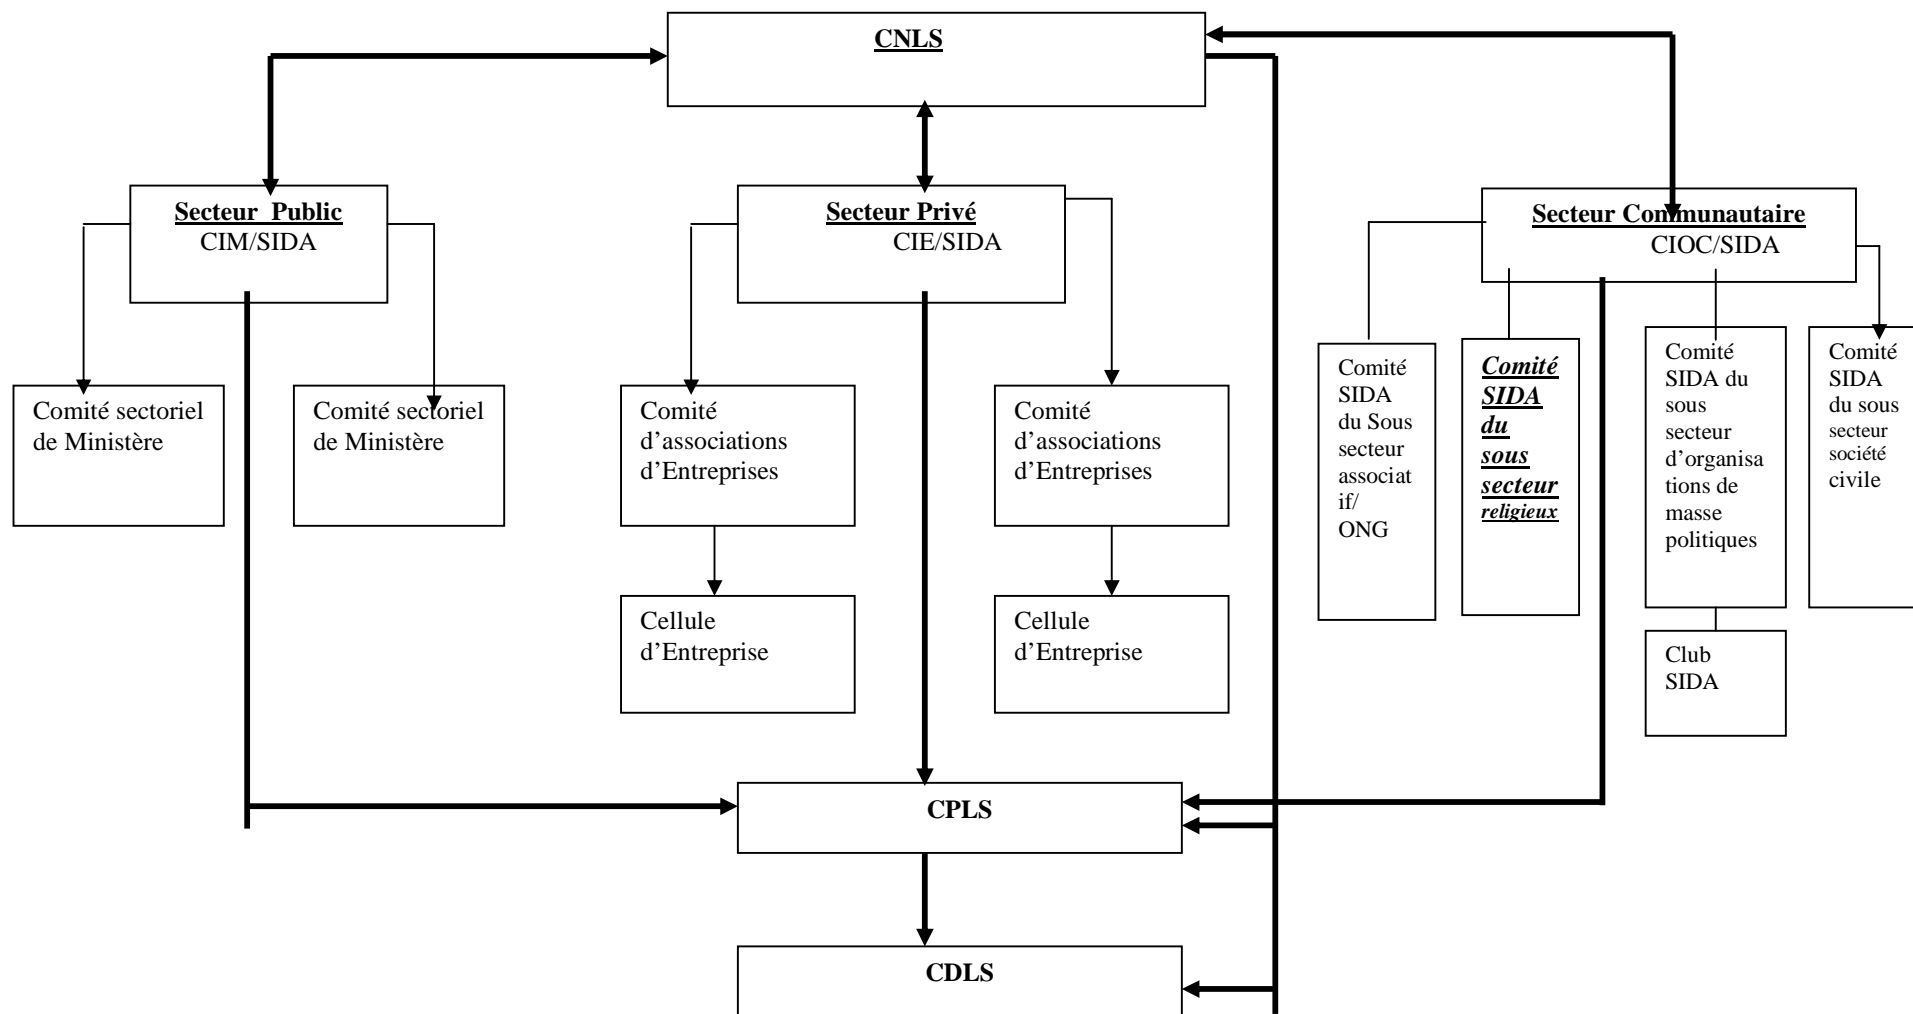 CNLS
Secteur Public
CIM/SIDA
Secteur Privé
CIE/SIDA
Secteur Communautaire
CIOC/SIDA
Comité sectoriel
de Ministère
Comité sectoriel
de Ministère
Comité
d’associations
d’Entreprises
Comité
d’associations
d’Entreprises
Comité
SIDA
du Sous
secteur
associat
if/
ONG
Comité
SIDA
du
sous
secteur
religieux
Comité
SIDA du
sous
secteur
d’organisa
tions de
masse
politiques
Comité
SIDA
du sous
secteur
société
civile
Cellule
d’Entreprise
Cellule
d’Entreprise
Club
SIDA
CPLS
CDLS